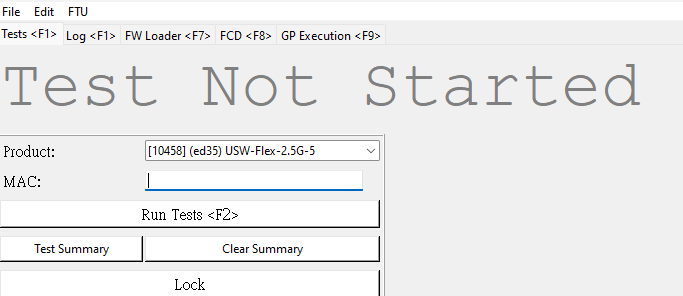 File Edit FTU
Tests <F1> Log <F1> FW Loader <F7> FCD <F8> GP Execution <F9>
Test Not Started
Product: [10458] (ed35) USW-Flex-2.5G-5
MAC:
Run Tests <F2>
Test Summary Clear Summary
Lock